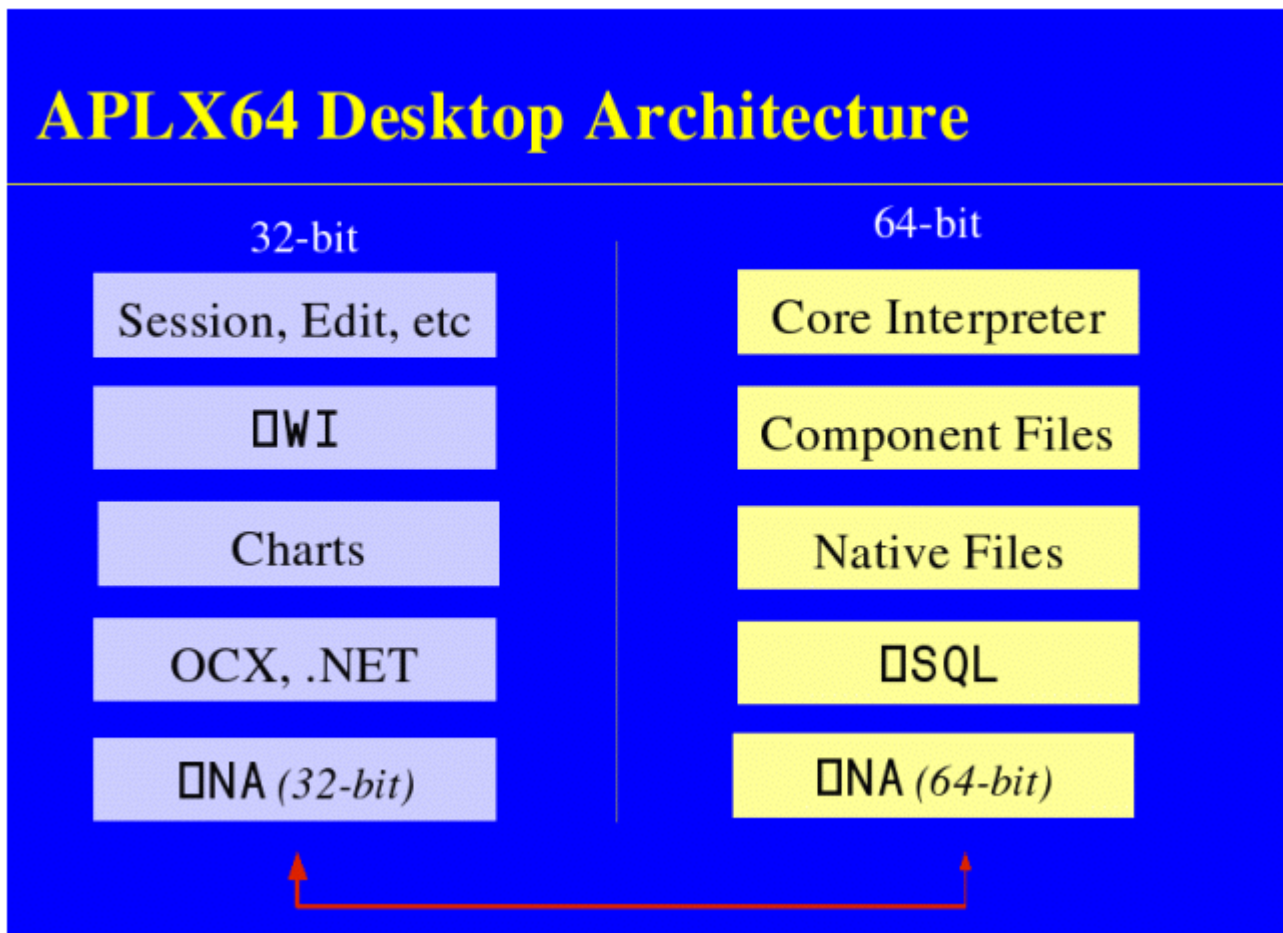 APLX64 Desktop Architecture
32-bit
Session, Edit, etc
⎕WI
Charts
OCX, .NET
⎕NA (32-bit)
64-bit
Core Interpreter
Component Files
Native Files
⎕SQL
⎕NA (64-bit)